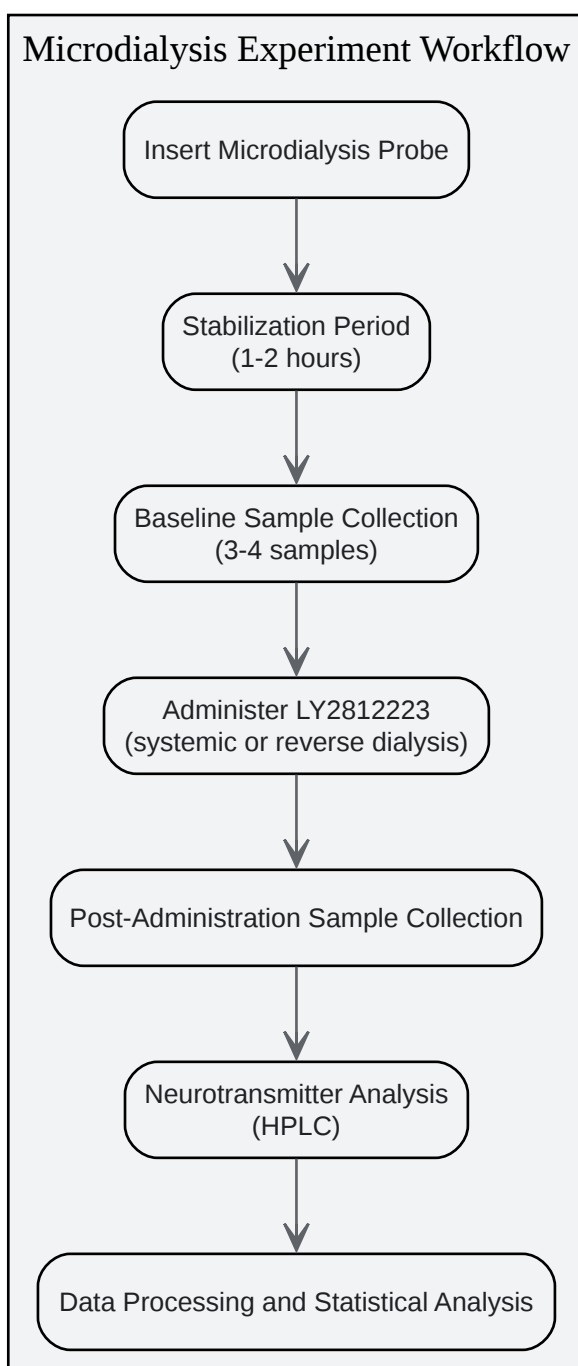 Microdialysis Experiment Workflow
Insert Microdialysis Probe
Stabilization Period
(1-2 hours)
Baseline Sample Collection
(3-4 samples)
Administer LY2812223
(systemic or reverse dialysis)
Post-Administration Sample Collection
Neurotransmitter Analysis
(HPLC)
Data Processing and Statistical Analysis